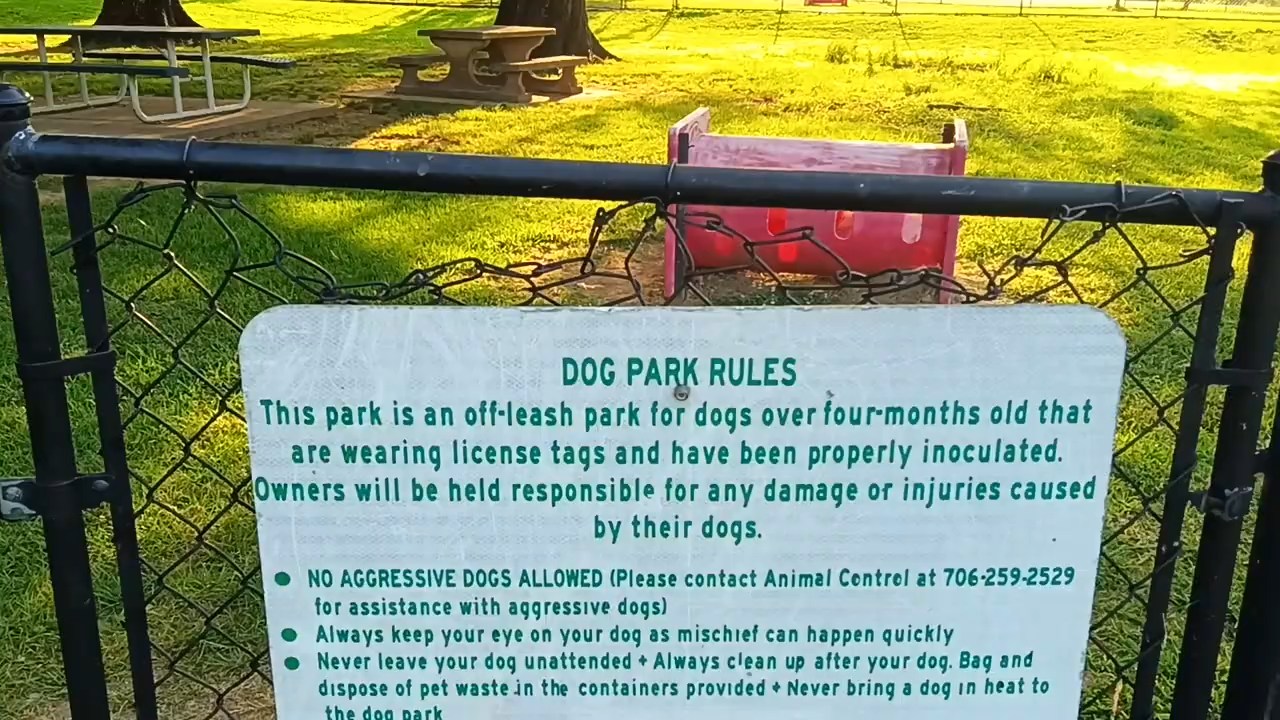 DOG PARK RULES
This park is an off-leash park for dogs over four-months old that
are wearing license tags and have been properly inoculated.
Owners will be held responsible for any damage or injuries caused
by their dogs.
● NO AGGRESSIVE DOGS ALLOWED (Please contact Animal Control at 706-259-2529
for assistance with aggressive dogs)
● Always keep your eye on your dog as mischief can happen quickly
● Never leave your dog unattended + Always clean up after your dog. Bag and
dispose of pet waste in the containers provided + Never bring a dog in heat to
the dog park